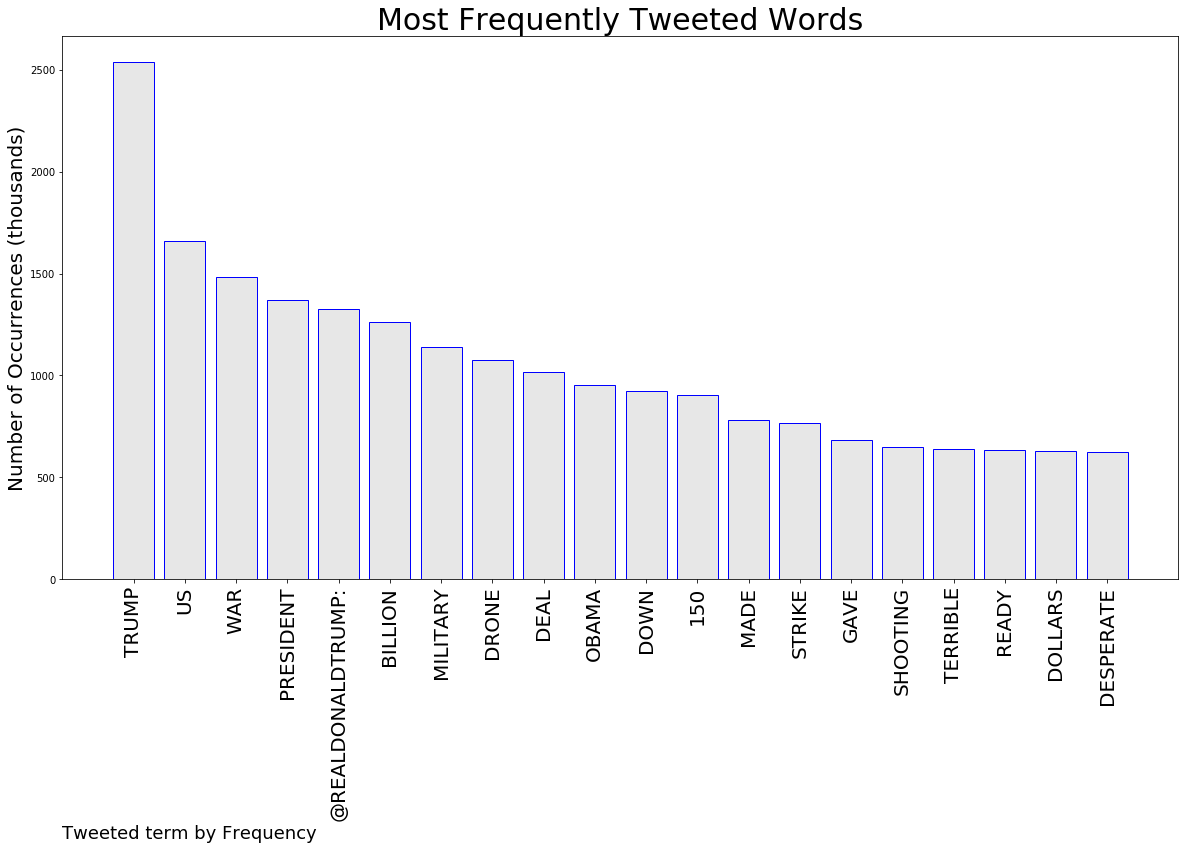 Most Frequently Tweeted Words
Number of Occurrences (thousands)
2500
2000
1500
1000
500
0
TRUMP
US
WAR
PRESIDENT
@REALDONALDTRUMP:
BILLION
MILITARY
DRONE
DEAL
OBAMA
DOWN
150
MADE
STRIKE
GAVE
SHOOTING
TERRIBLE
READY
DOLLARS
DESPERATE
Tweeted term by Frequency